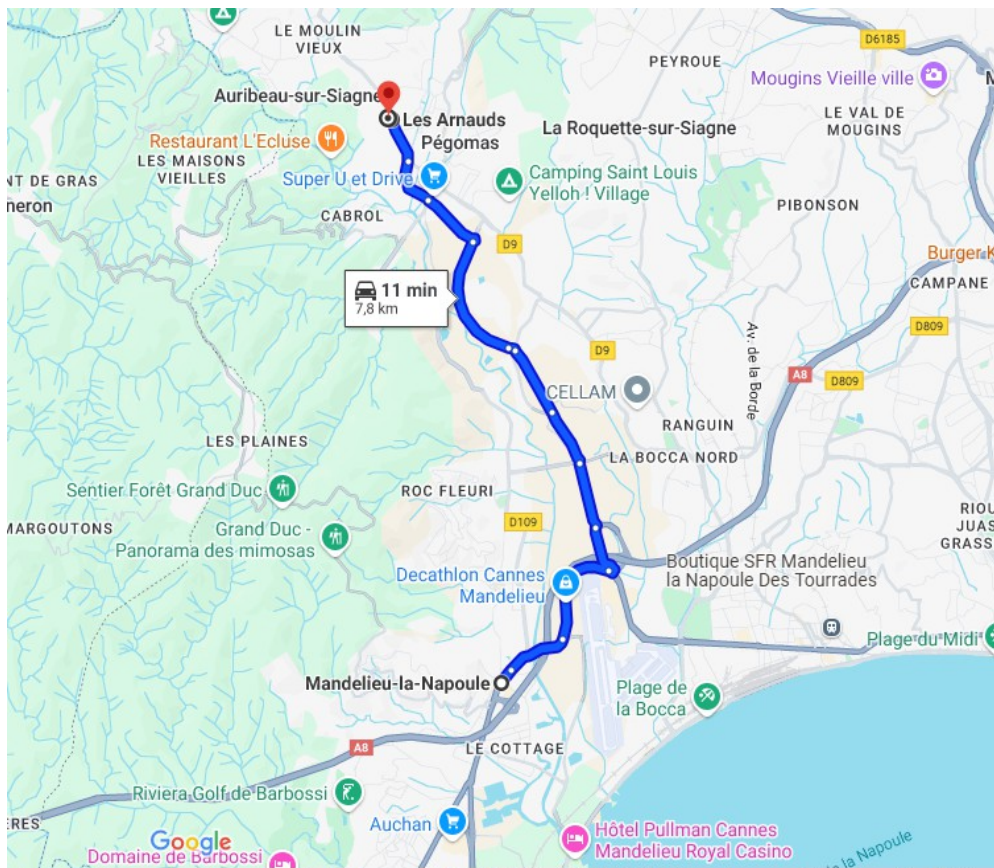 LE MOULIN
VIEUX
D6185
PEYROUE
Mougins Vieille ville
Auribeau-sur-Siagne
LE VAL DE
MOUGINS
Les Arnauds
Pégomas
La Roquette-sur-Siagne
Restaurant L'Ecluse
LES MAISONS
VIEILLES
Camping Saint Louis
Yelloh ! Village
NT DE GRAS
Super U et Drive
neron
CABROL
PIBONSON
D9
Burger K
11 min
7,8 km
CAMPANE
D809
Av. de la Borde
D9
A8
D809
CELLAM
RANGUIN
LES PLAINES
LA BOCCA NORD
Sentier Forêt Grand Duc
ROC FLEURI
MARGOUTONS
Grand Duc -
Panorama des mimosas
D109
RIOU
JUAS
GRASS
Boutique SFR Mandelieu
la Napoule Des Tourrades
Decathlon Cannes
Mandelieu
Plage du Midi
Mandelieu-la-Napoule
Plage de
la Bocca
A8
LE COTTAGE
Riviera Golf de Barbossi
ÈRES
Auchan
Google
Hôtel Pullman Cannes
Mandelieu Royal Casino
Domaine de Barbossi
de la Napoule